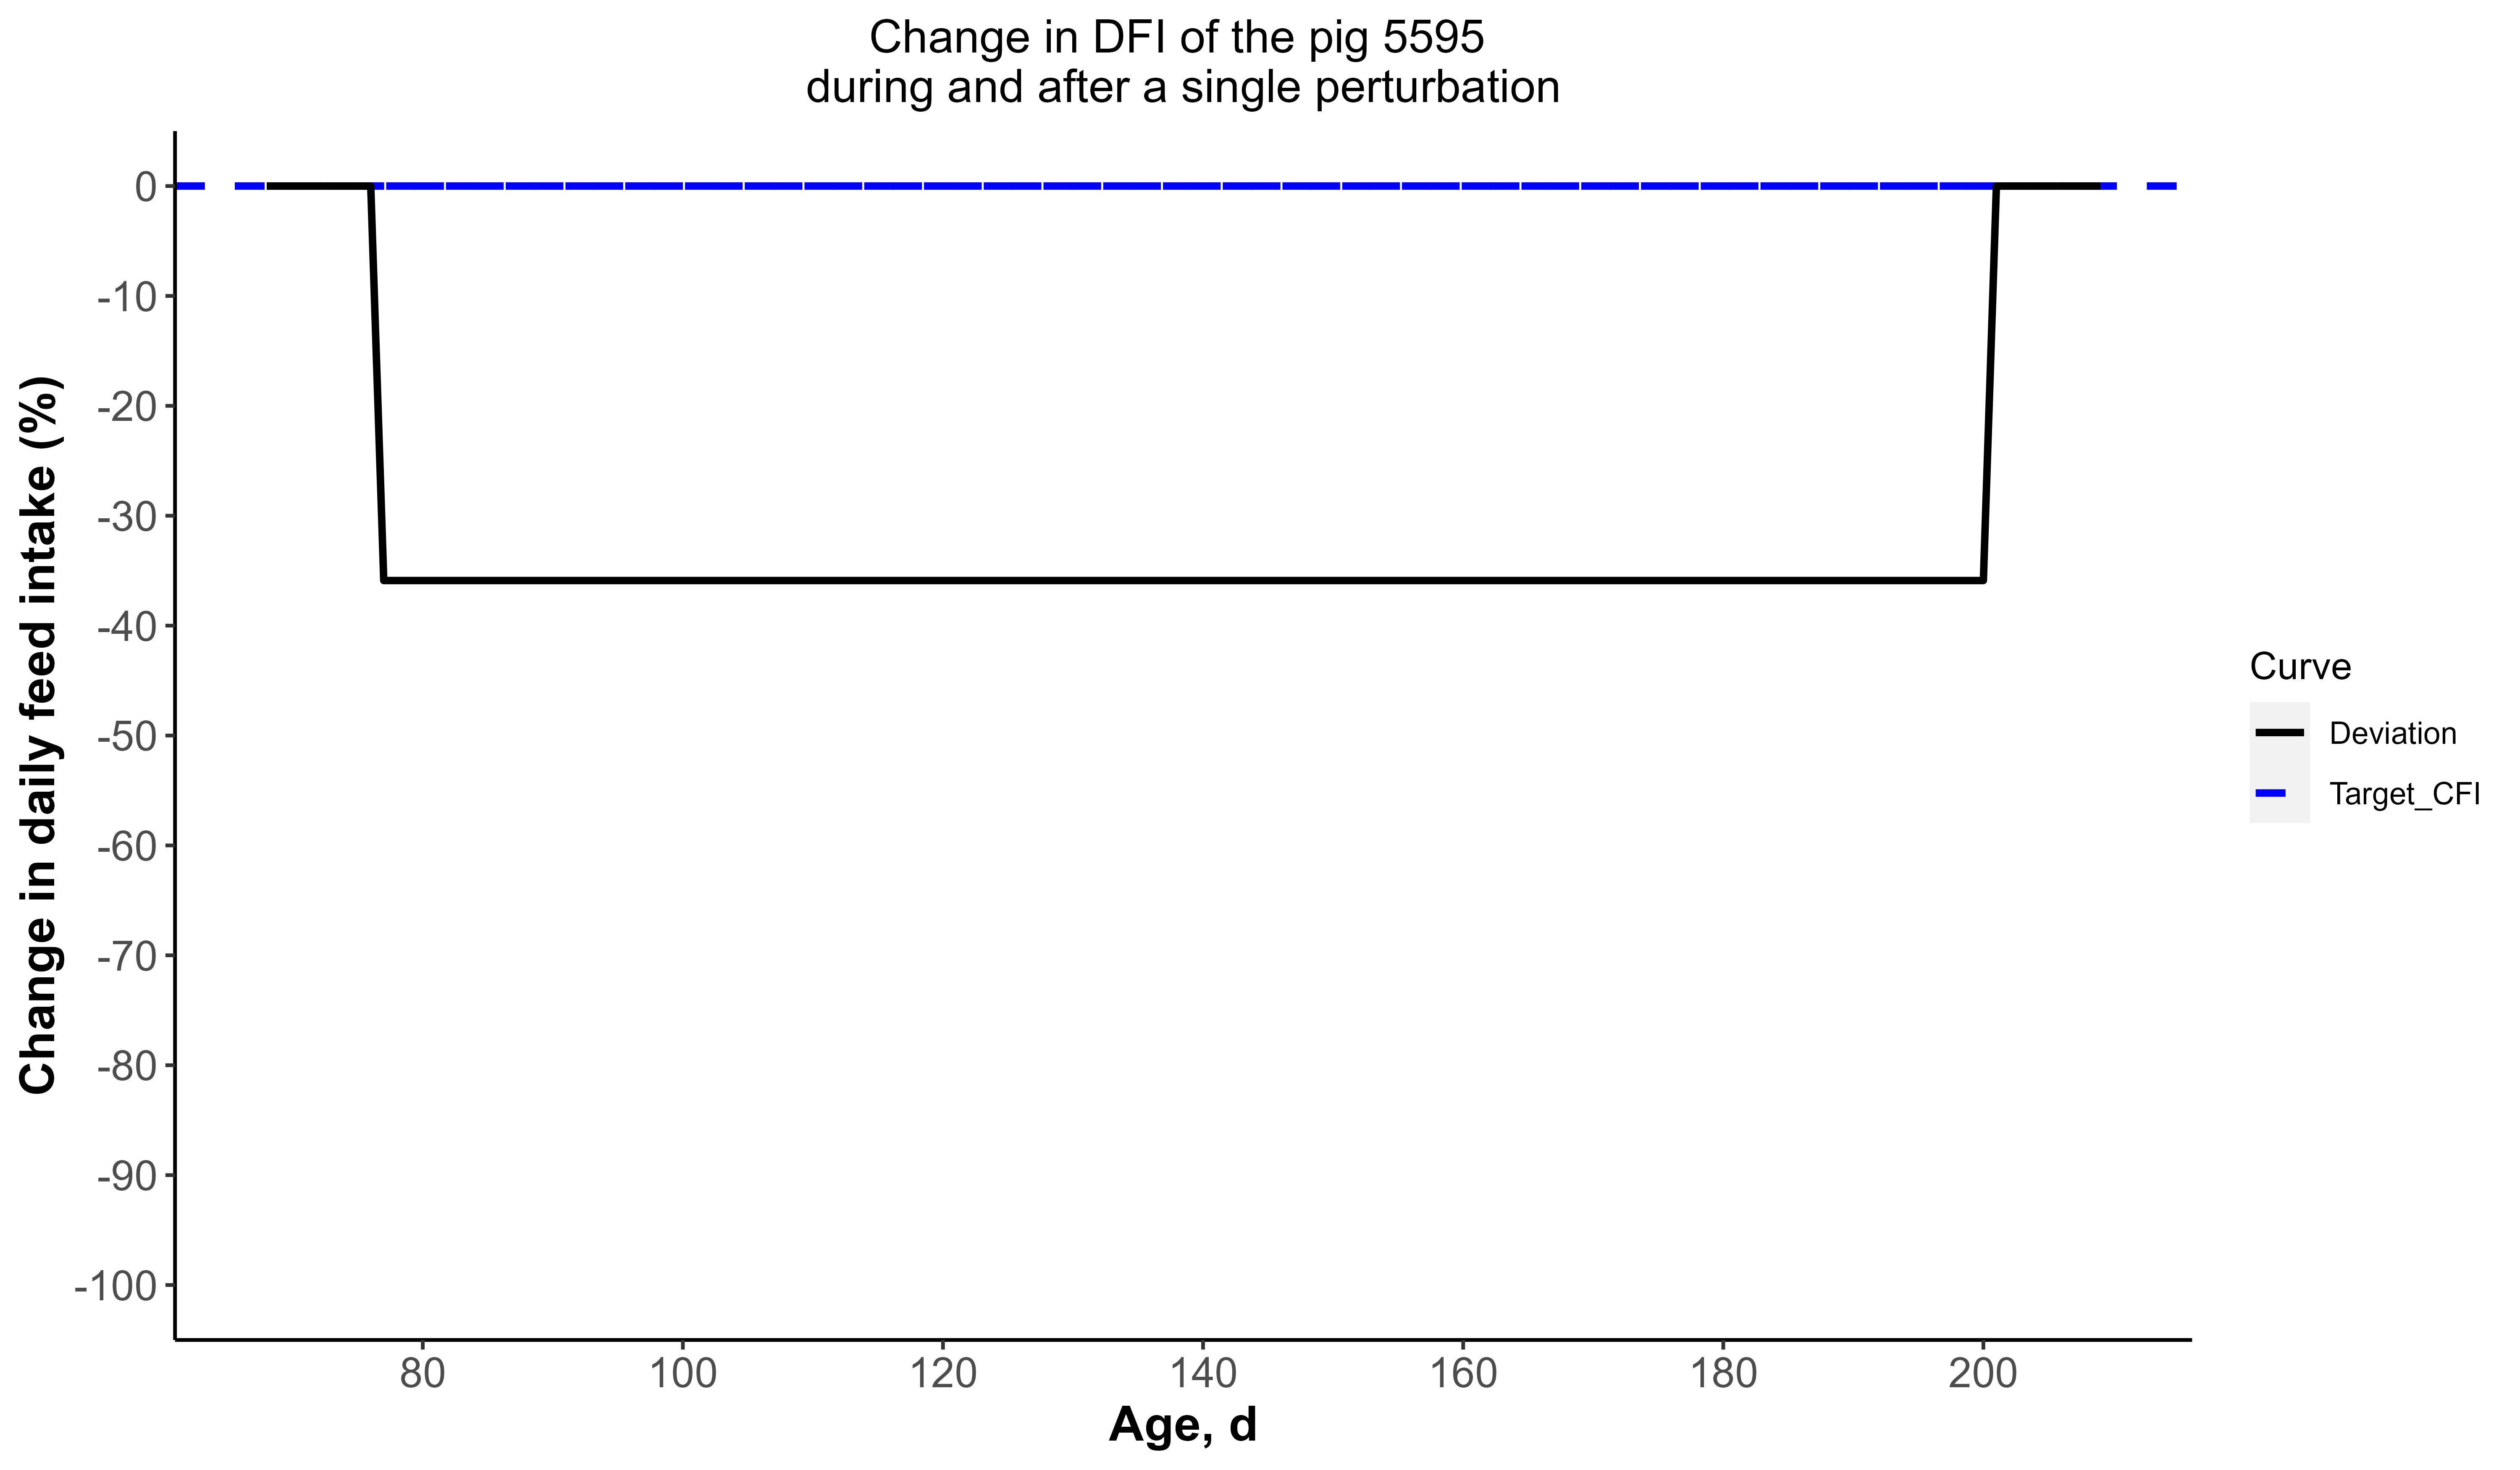 Change in DFI of the pig 5595
during and after a single perturbation
Change in daily feed intake (%)
0
-10
-20
-30
-40
-50
-60
-70
-80
-90
-100
80 100 120 140 160 180 200
Age, d
Curve
Deviation
Target_CFI